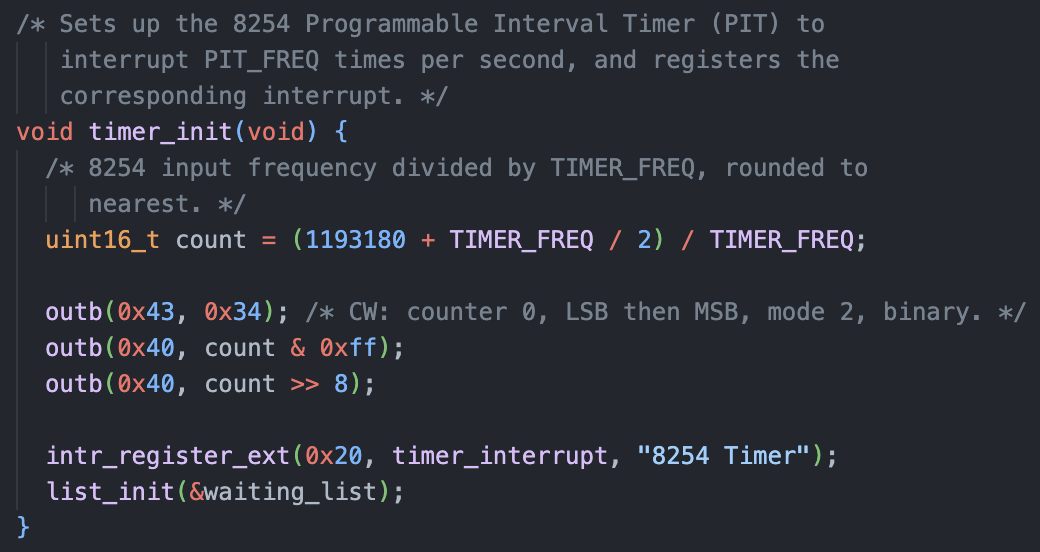 /* Sets up the 8254 Programmable Interval Timer (PIT) to
interrupt PIT_FREQ times per second, and registers the
corresponding interrupt. */
void timer_init(void) {
/* 8254 input frequency divided by TIMER_FREQ, rounded to
nearest. */
uint16_t count = (1193180 + TIMER_FREQ / 2) / TIMER_FREQ;
outb(0x43, 0x34); /* CW: counter 0, LSB then MSB, mode 2, binary. */
outb(0x40, count & 0xff);
outb(0x40, count >> 8);
intr_register_ext(0x20, timer_interrupt, "8254 Timer");
list_init(&waiting_list);
}